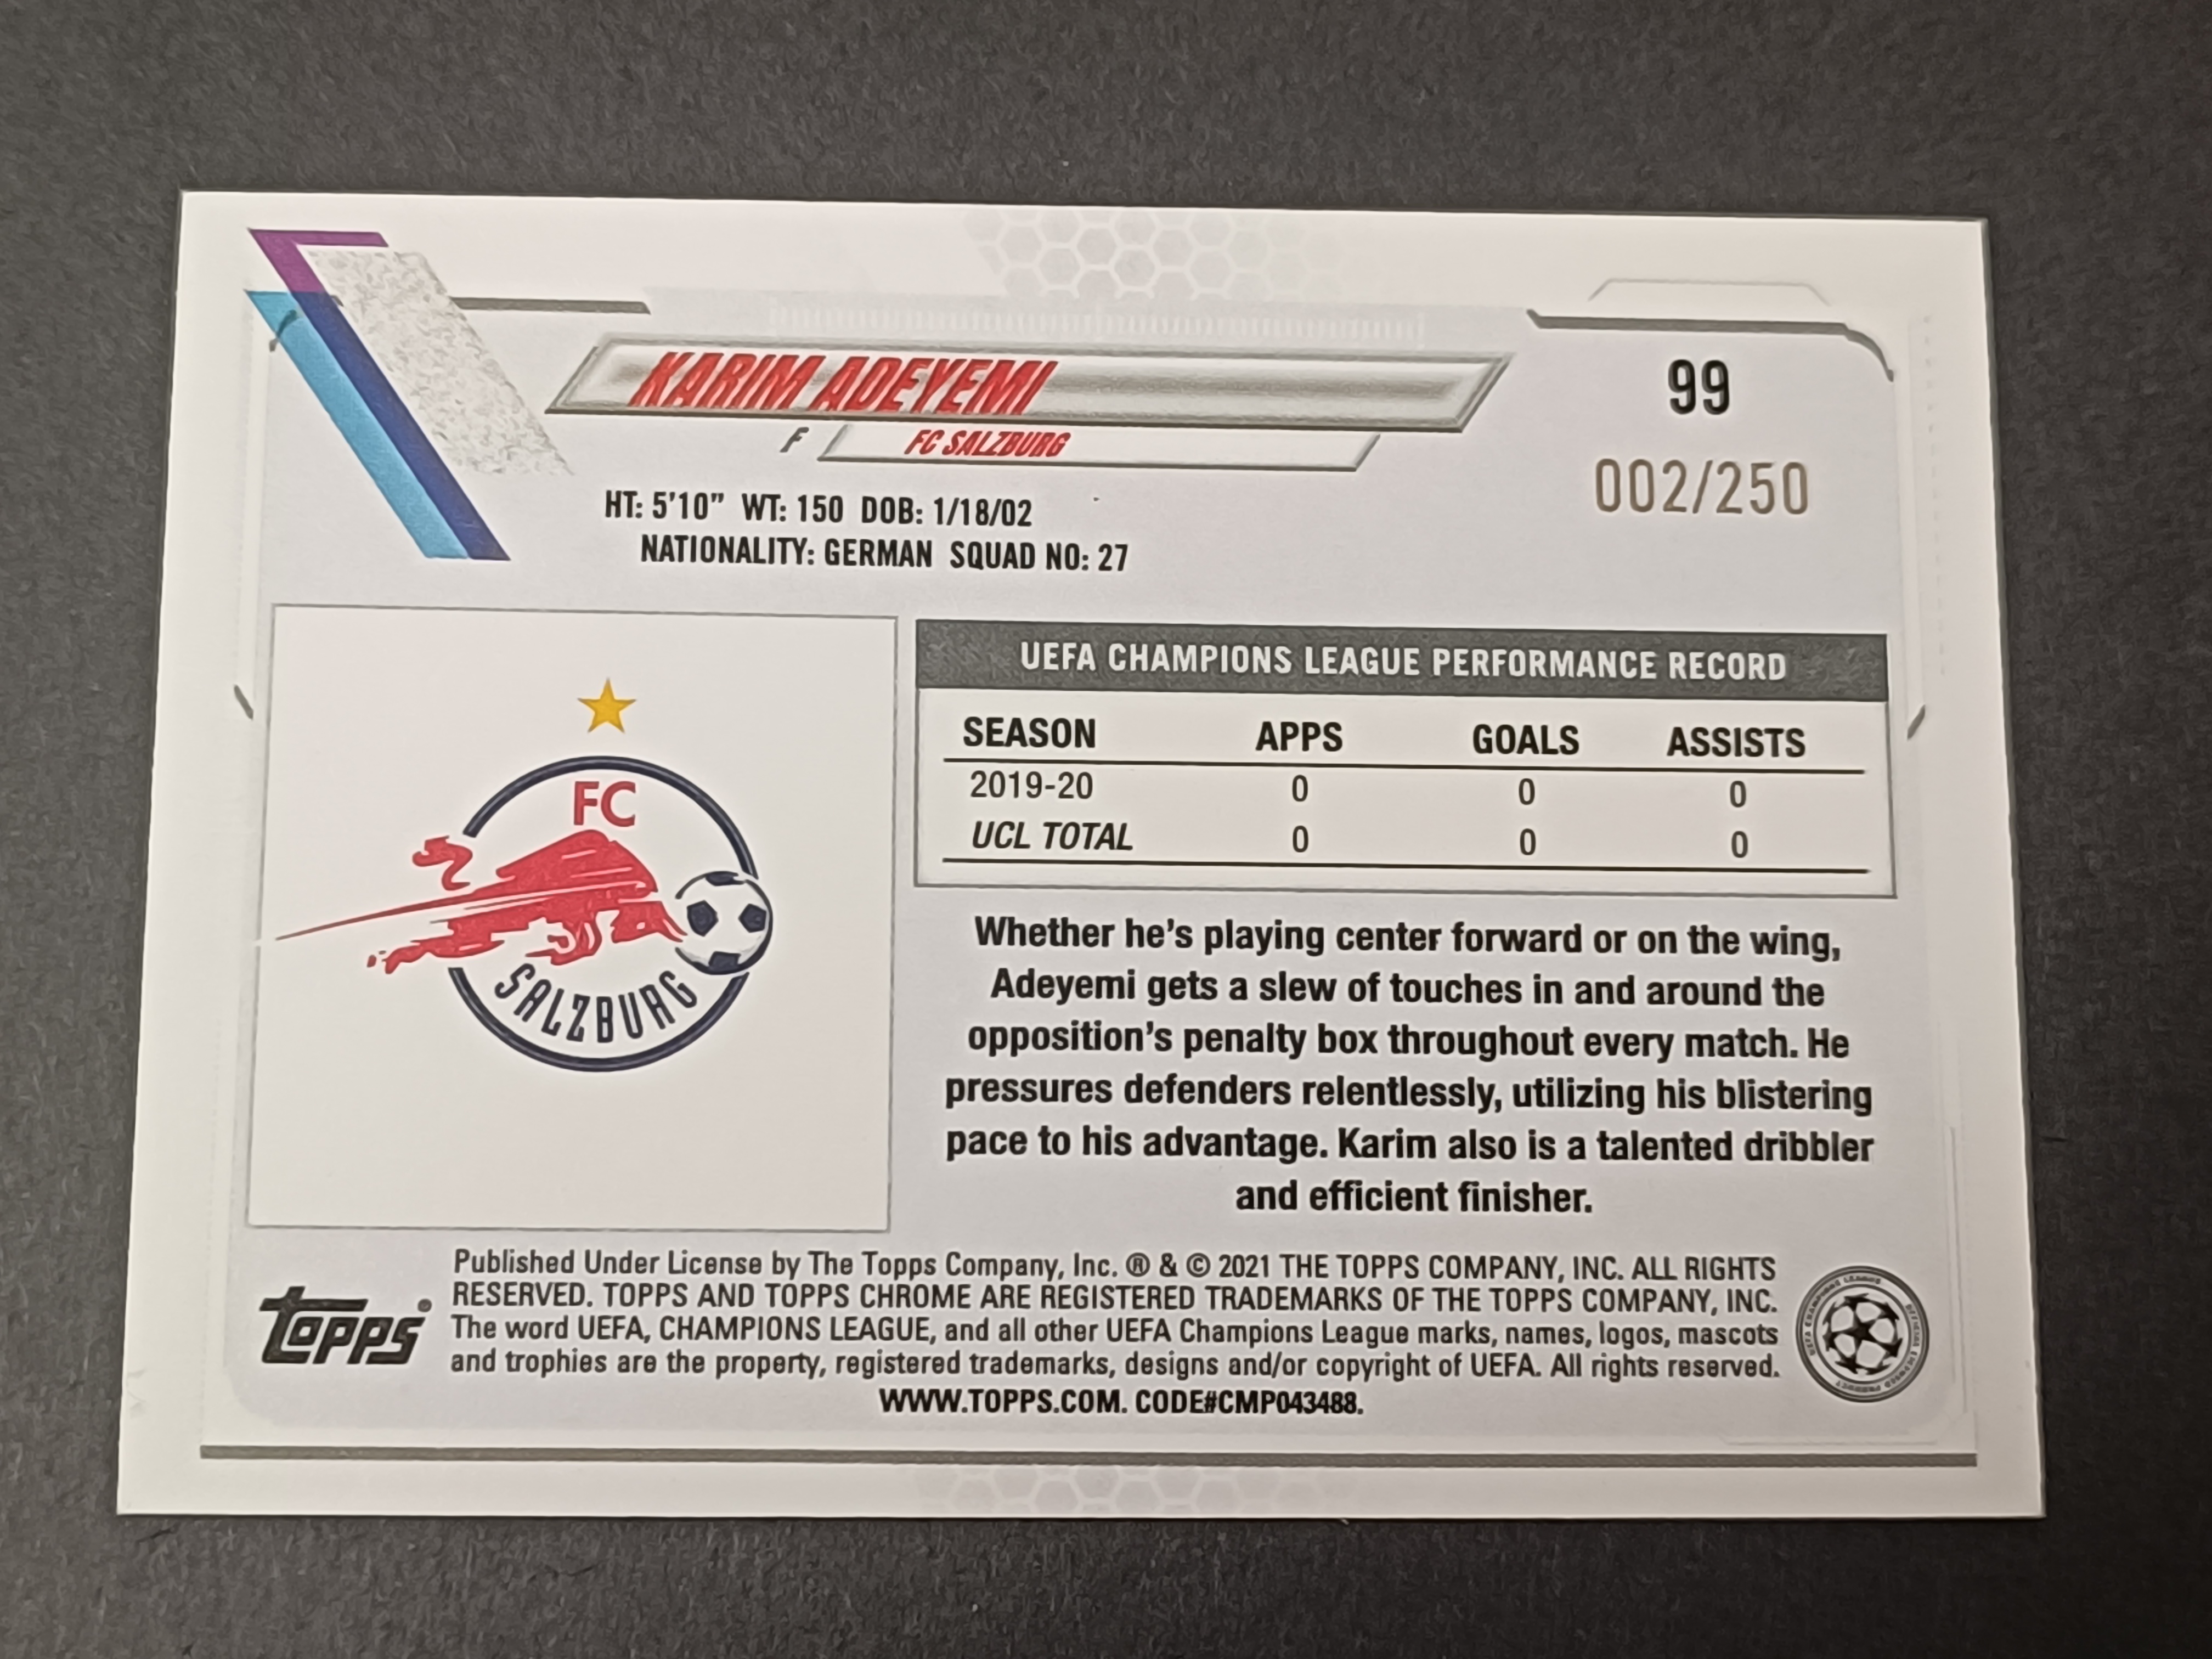 KARIM ADEYEMI
99
F FC SALZBURG
002/250
HT: 5'10" WT: 150 DOB: 1/18/02
NATIONALITY: GERMAN SQUAD NO: 27
FC
SALZBURG
UEFA CHAMPIONS LEAGUE PERFORMANCE RECORD
SEASON APPS GOALS ASSISTS
2019-20 0 0 0
UCL TOTAL 0 0 0
Whether he's playing center forward or on the wing,
Adeyemi gets a slew of touches in and around the
opposition's penalty box throughout every match. He
pressures defenders relentlessly, utilizing his blistering
pace to his advantage. Karim also is a talented dribbler
and efficient finisher.
topps
Published Under License by The Topps Company, Inc. ® & © 2021 THE TOPPS COMPANY, INC. ALL RIGHTS
RESERVED. TOPPS AND TOPPS CHROME ARE REGISTERED TRADEMARKS OF THE TOPPS COMPANY, INC.
The word UEFA, CHAMPIONS LEAGUE, and all other UEFA Champions League marks, names, logos, mascots
and trophies are the property, registered trademarks, designs and/or copyright of UEFA. All rights reserved.
WWW.TOPPS.COM. CODE#CMP043488.